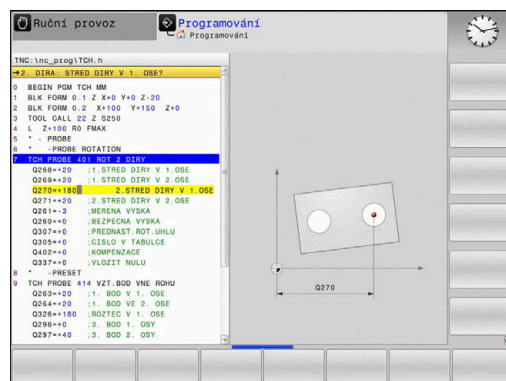 Ruční provoz
Programování
Programování
TNC:\nc_prog\TCH.h
→2. DIRA: STRED DIRY V 1. OSE?
0 BEGIN PGM TCH MM
1 BLK FORM 0.1 Z X+0 Y+0 Z-20
2 BLK FORM 0.2 X+100 Y+150 Z+0
3 TOOL CALL 22 Z S250
4 L Z+100 R0 FMAX
5 * - PROBE
6 * -PROBE ROTATION
7 TCH PROBE 401 ROT 2 DIRY
Q268=+20 ;1.STRED DIRY V 1.OSE
Q269=+20 ;1.STRED DIRY V 2.OSE
Q270=+180 2.STRED DIRY V 1.OSE
Q271=+20 ;2.STRED DIRY V 2.OSE
Q261=-3 ;MERENA VYSKA
Q260=+0 ;BEZPECNA VYSKA
Q307=+0 ;PREDNAST.ROT.UHLU
Q305=+0 ;CISLO V TABULCE
Q402=+0 ;KOMPENZACE
Q337=+0 ;VLOZIT NULU
8 * -PRESET
9 TCH PROBE 414 VZT.BOD VNE ROHU
Q263=+20 ;1. BOD V 1. OSE
Q264=+20 ;1. BOD VE 2. OSE
Q326=+180 ;ROZTEC V 1. OSE
Q296=+0 ;3. BOD 1. OSY
Q297=+40 ;3. BOD 2. OSY
Q270